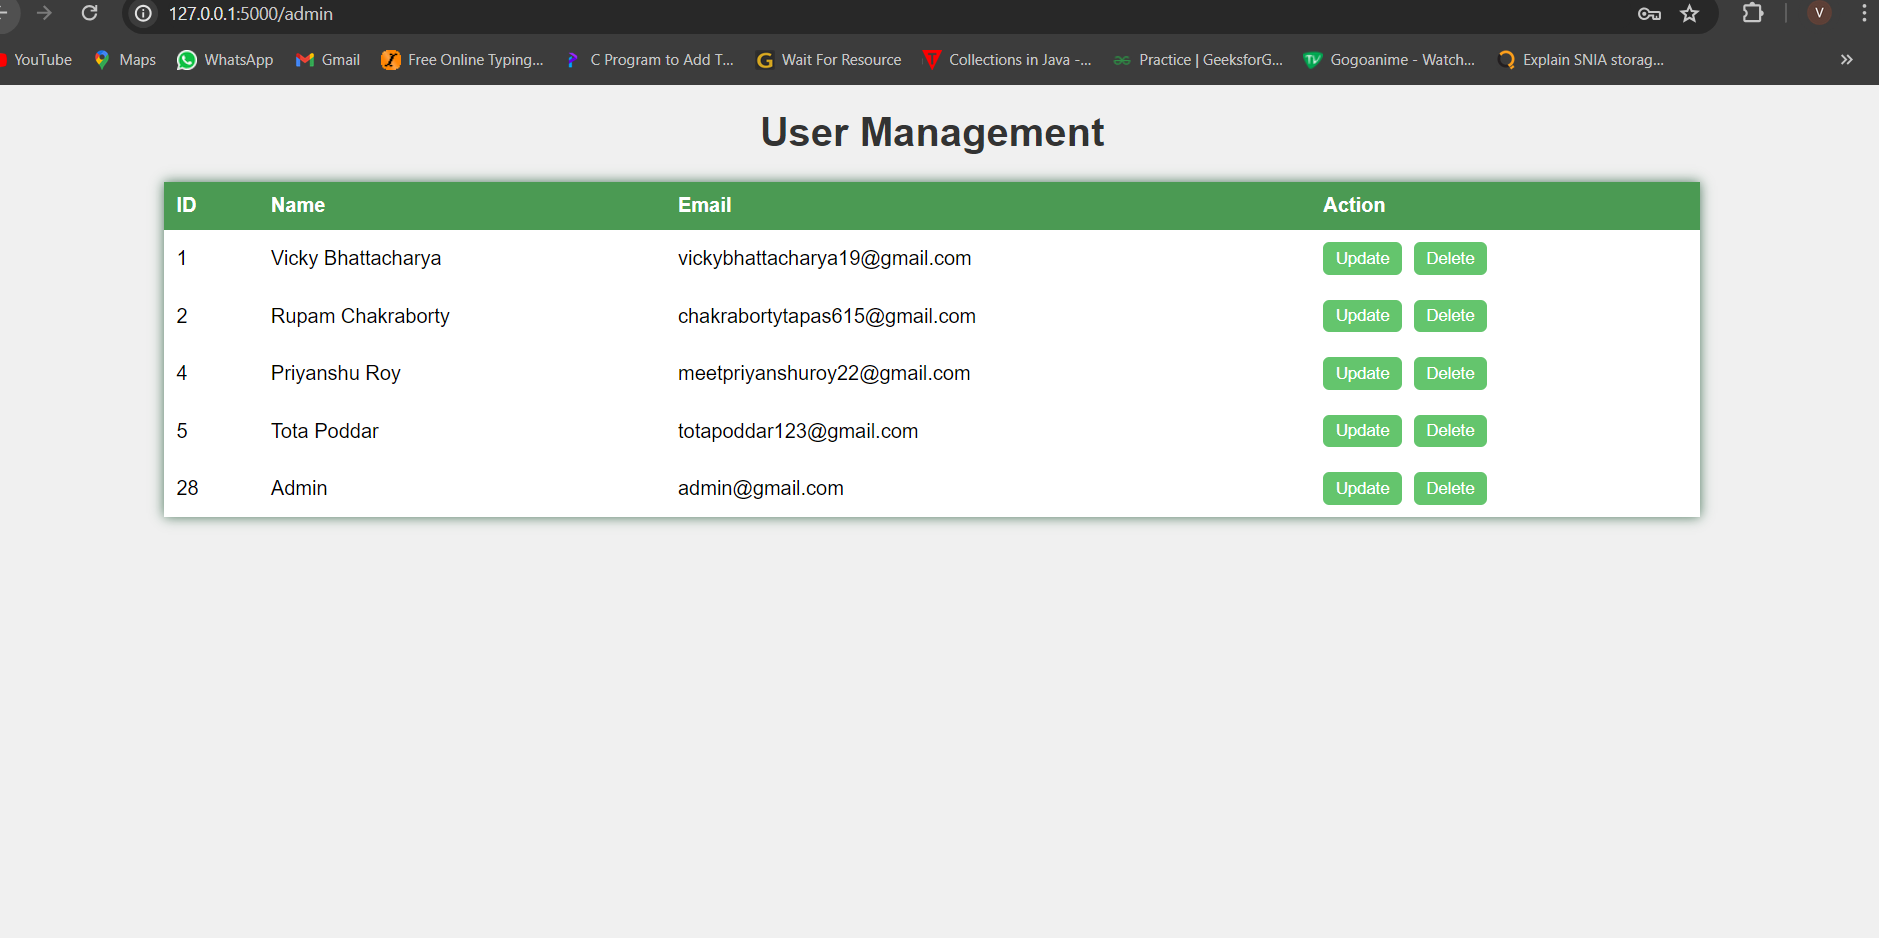 127.0.0.1:5000/admin
V
YouTube Maps WhatsApp Gmail Free Online Typing... C Program to Add T... Wait For Resource Collections in Java -... Practice | GeeksforG... Gogoanime - Watch... Explain SNIA storag... »
User Management
ID Name Email Action
1 Vicky Bhattacharya vickybhattacharya19@gmail.com Update Delete
2 Rupam Chakraborty chakrabortytapas615@gmail.com Update Delete
4 Priyanshu Roy meetpriyanshuroy22@gmail.com Update Delete
5 Tota Poddar totapoddar123@gmail.com Update Delete
28 Admin admin@gmail.com Update Delete